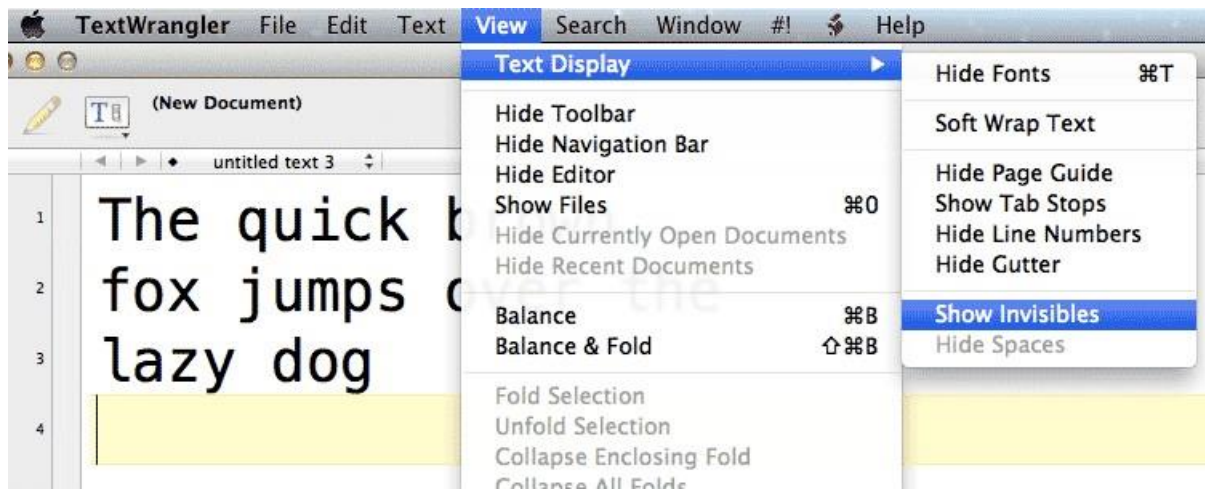 TextWrangler File Edit Text View Search Window #! Help
Text Display
Hide Fonts ⌘T
Soft Wrap Text
Hide Page Guide
Show Tab Stops
Hide Line Numbers
Hide Gutter
Show Invisibles
Hide Spaces
Hide Toolbar
Hide Navigation Bar
Hide Editor
Show Files ⌘0
Hide Currently Open Documents
Hide Recent Documents
Balance ⌘B
Balance & Fold ⇧⌘B
Fold Selection
Unfold Selection
Collapse Enclosing Fold
Collapse All Folds
T (New Document)
untitled text 3
1 The quick brown
2 fox jumps over the
3 lazy dog
4